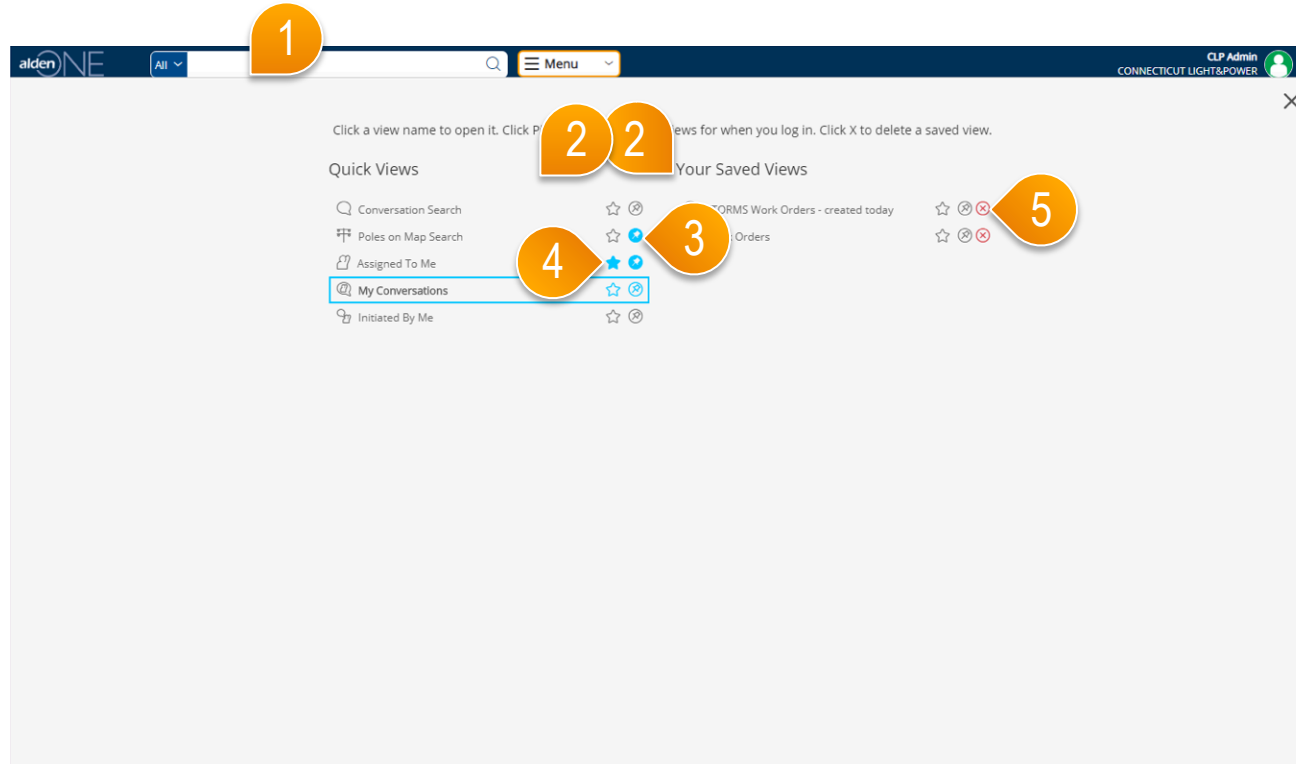 1
alden ONE All Menu CLP Admin
CONNECTICUT LIGHT&POWER
Click a view name to open it. Click 2 2 ews for when you log in. Click X to delete a saved view.
Quick Views Your Saved Views
Conversation Search TORMS Work Orders - created today 5
Poles on Map Search 3 Orders
Assigned To Me 4
My Conversations
Initiated By Me